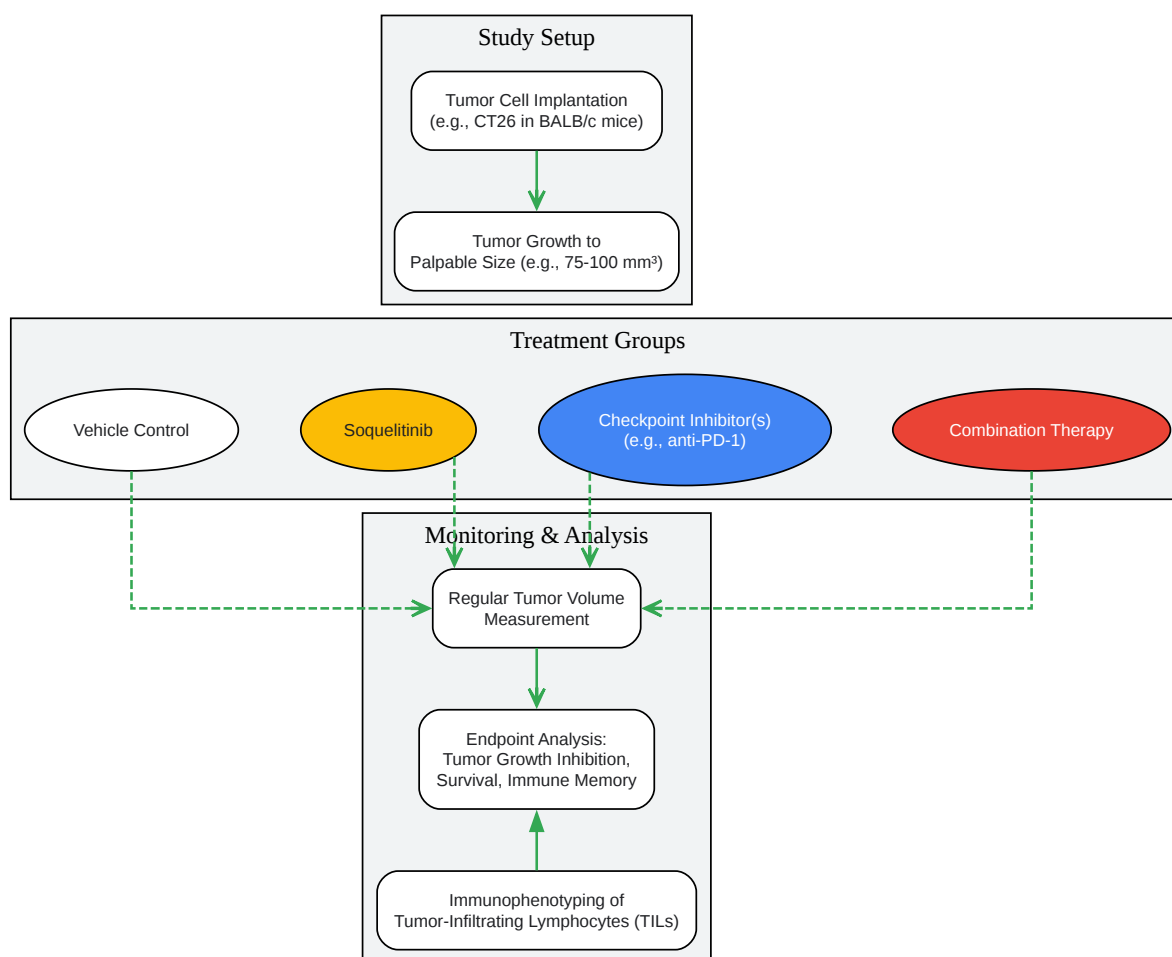 Study Setup
Tumor Cell Implantation
(e.g., CT26 in BALB/c mice)
Tumor Growth to
Palpable Size (e.g., 75-100 mm³)
Treatment Groups
Vehicle Control
Soquelitinib
Checkpoint Inhibitor(s)
(e.g., anti-PD-1)
Combination Therapy
Monitoring & Analysis
Regular Tumor Volume
Measurement
Endpoint Analysis:
Tumor Growth Inhibition,
Survival, Immune Memory
Immunophenotyping of
Tumor-Infiltrating Lymphocytes (TILs)